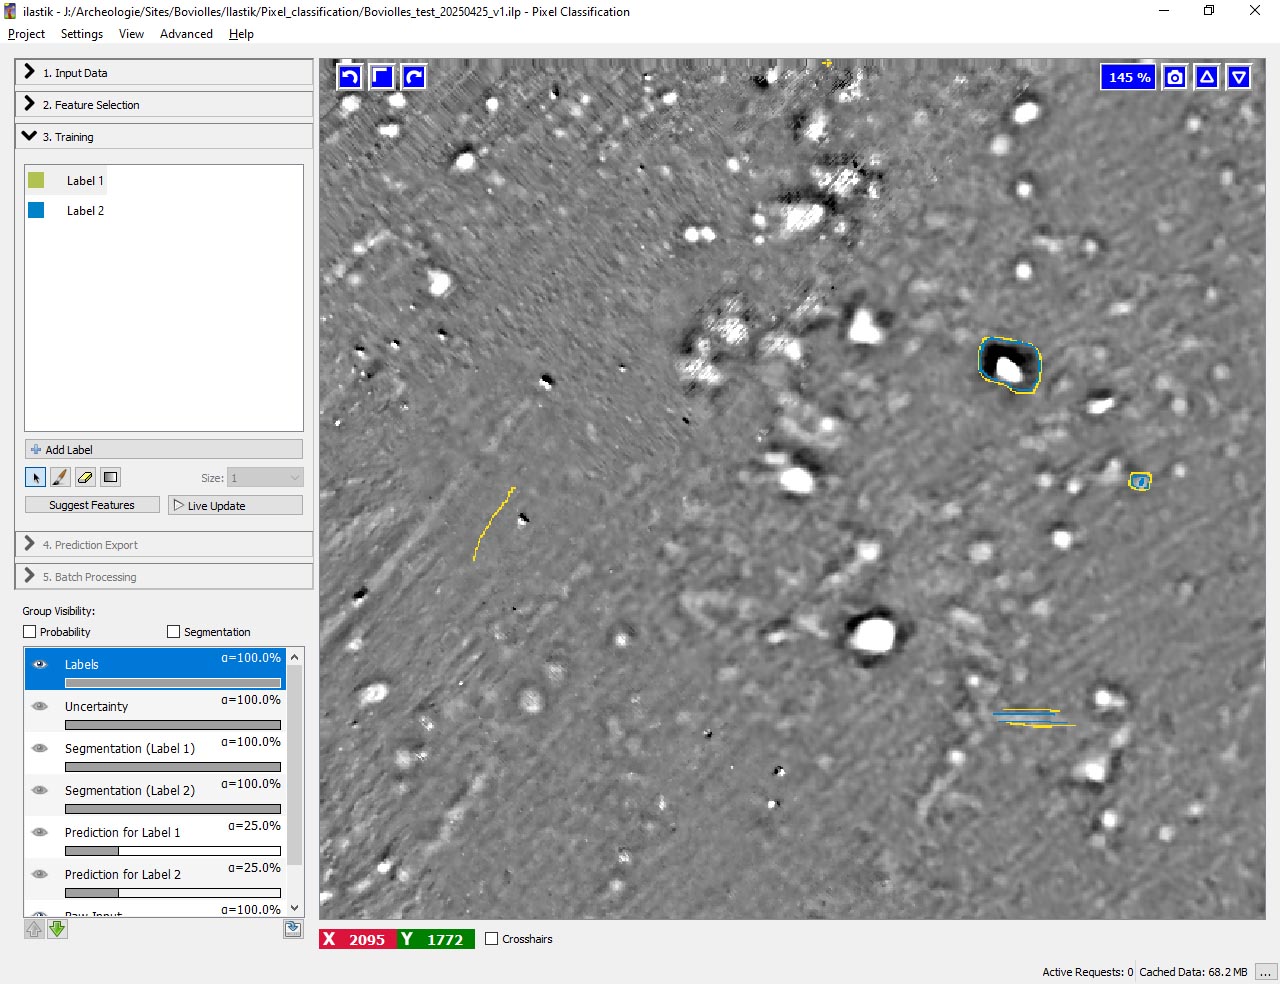 ilastik - J:/Archeologie/Sites/Boviolles/Ilastik/Pixel_classification/Boviolles_test_20250425_v1.ilp - Pixel Classification
Project Settings View Advanced Help
1. Input Data
2. Feature Selection
3. Training
Label 1
Label 2
Add Label
Size: 1
Suggest Features
Live Update
4. Prediction Export
5. Batch Processing
Group Visibility:
Probability
Segmentation
Labels α=100.0%
Uncertainty α=100.0%
Segmentation (Label 1) α=100.0%
Segmentation (Label 2) α=100.0%
Prediction for Label 1 α=25.0%
Prediction for Label 2 α=25.0%
Raw Input α=100.0%
145 %
X 2095 Y 1772
Crosshairs
Active Requests: 0 Cached Data: 68.2 MB ...